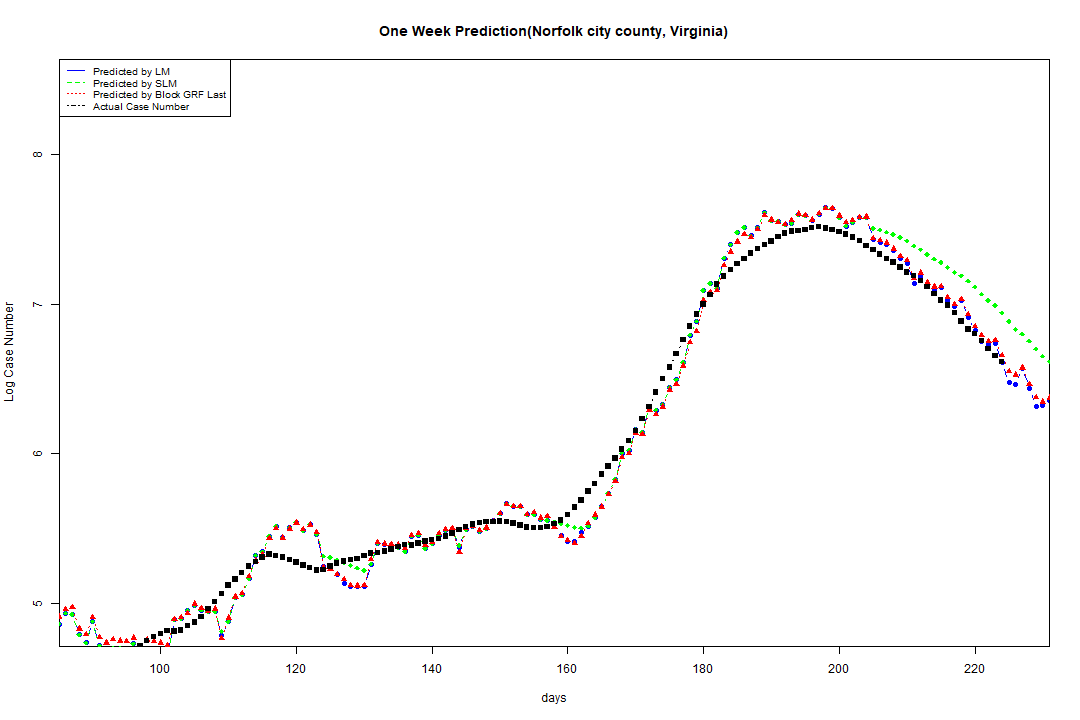 One Week Prediction(Norfolk city county, Virginia)
Predicted by LM
Predicted by SLM
Predicted by Block GRF Last
Actual Case Number
8
7
6
5
Log Case Number
100 120 140 160 180 200 220
days